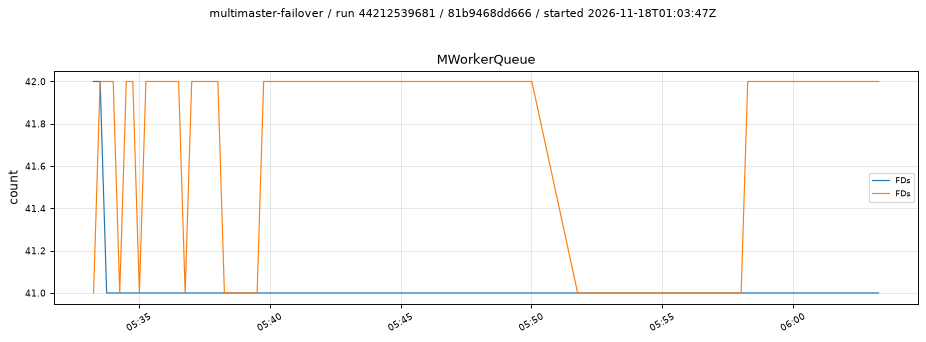 multimaster-failover / run 44212539681 / 81b9468dd666 / started 2026-11-18T01:03:47Z
MWorkerQueue
42.0
41.8
41.6
41.4
41.2
41.0
count
FDs
FDs
05:35
05:40
05:45
05:50
05:55
06:00